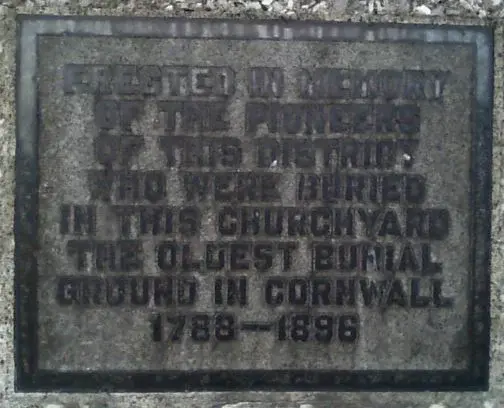 ERECTED IN MEMORY
OF THE PIONEERS
OF THIS DISTRICT
WHO WERE BURIED
IN THIS CHURCHYARD
THE OLDEST BURIAL
GROUND IN CORNWALL
1788—1896